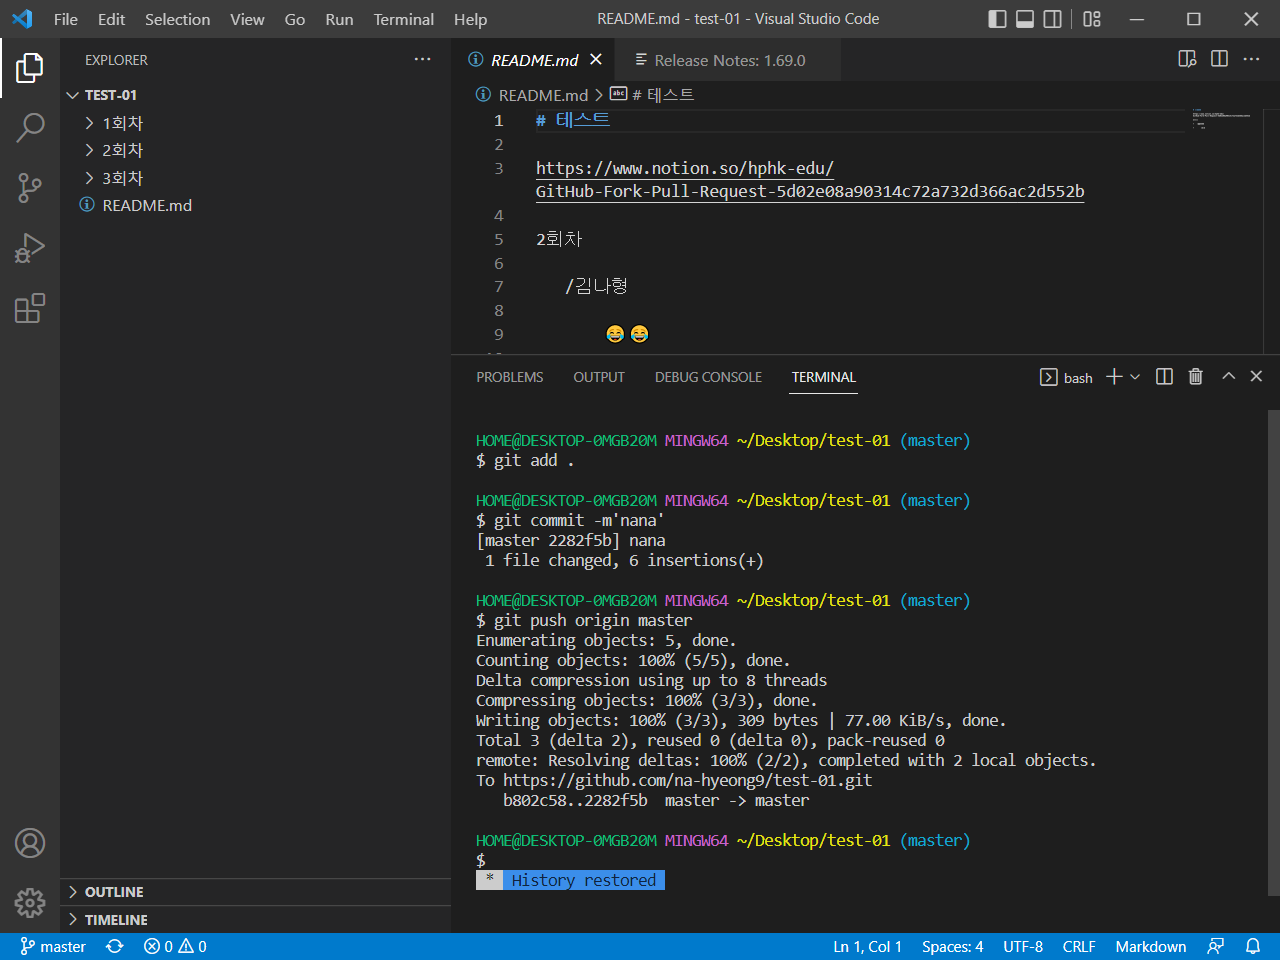 File Edit Selection View Go Run Terminal Help README.md - test-01 - Visual Studio Code
EXPLORER
README.md Release Notes: 1.69.0
TEST-01
1회차
2회차
3회차
README.md
README.md > # 테스트
1 # 테스트
2
3 https://www.notion.so/hphk-edu/
GitHub-Fork-Pull-Request-5d02e08a90314c72a732d366ac2d552b
4
5 2회차
6
7 /김나형
8
9 😂😂
PROBLEMS OUTPUT DEBUG CONSOLE TERMINAL bash
HOME@DESKTOP-0MGB20M MINGW64 ~/Desktop/test-01 (master)
$ git add .
HOME@DESKTOP-0MGB20M MINGW64 ~/Desktop/test-01 (master)
$ git commit -m'nana'
[master 2282f5b] nana
1 file changed, 6 insertions(+)
HOME@DESKTOP-0MGB20M MINGW64 ~/Desktop/test-01 (master)
$ git push origin master
Enumerating objects: 5, done.
Counting objects: 100% (5/5), done.
Delta compression using up to 8 threads
Compressing objects: 100% (3/3), done.
Writing objects: 100% (3/3), 309 bytes | 77.00 KiB/s, done.
Total 3 (delta 2), reused 0 (delta 0), pack-reused 0
remote: Resolving deltas: 100% (2/2), completed with 2 local objects.
To https://github.com/na-hyeong9/test-01.git
b802c58..2282f5b master -> master
HOME@DESKTOP-0MGB20M MINGW64 ~/Desktop/test-01 (master)
$
* History restored
OUTLINE
TIMELINE
master 0 0 Ln 1, Col 1 Spaces: 4 UTF-8 CRLF Markdown